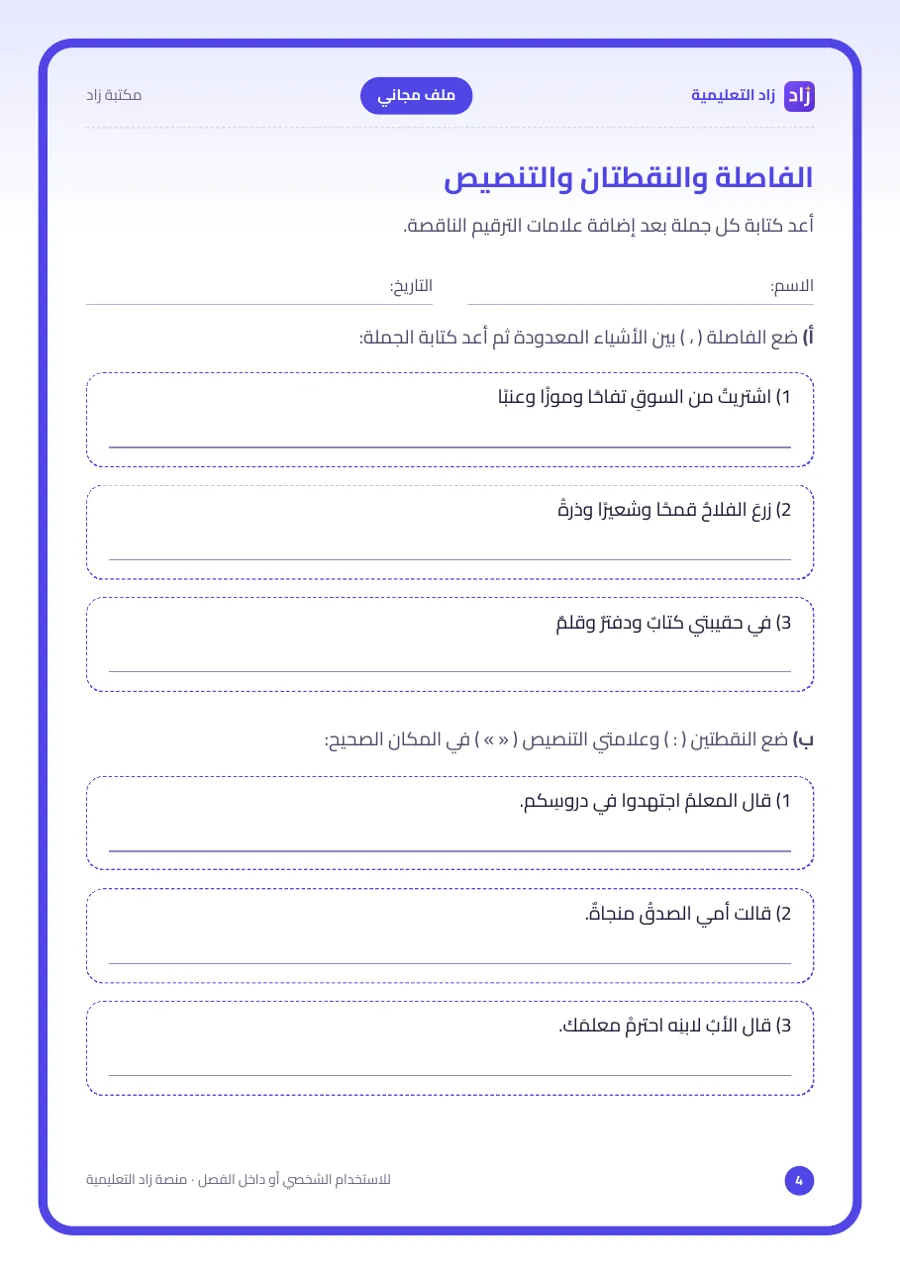 زاد
زاد التعليمية
ملف مجاني
مكتبة زاد
الفاصلة والنقطتان والتنصيص
أعد كتابة كل جملة بعد إضافة علامات الترقيم الناقصة.
الاسم:
التاريخ:
أ) ضع الفاصلة ( ، ) بين الأشياء المعدودة ثم أعد كتابة الجملة:
1) اشتريتُ من السوقِ تفاحًا وموزًا وعنبًا
2) زرعَ الفلاحُ قمحًا وشعيرًا وذرةً
3) في حقيبتي كتابٌ ودفترٌ وقلمٌ
ب) ضع النقطتين ( : ) وعلامتي التنصيص ( « » ) في المكان الصحيح:
1) قال المعلمُ اجتهدوا في دروسِكم.
2) قالت أمي الصدقُ منجاةٌ.
3) قال الأبُ لابنِه احترمْ معلمَك.
4
للاستخدام الشخصي أو داخل الفصل · منصة زاد التعليمية